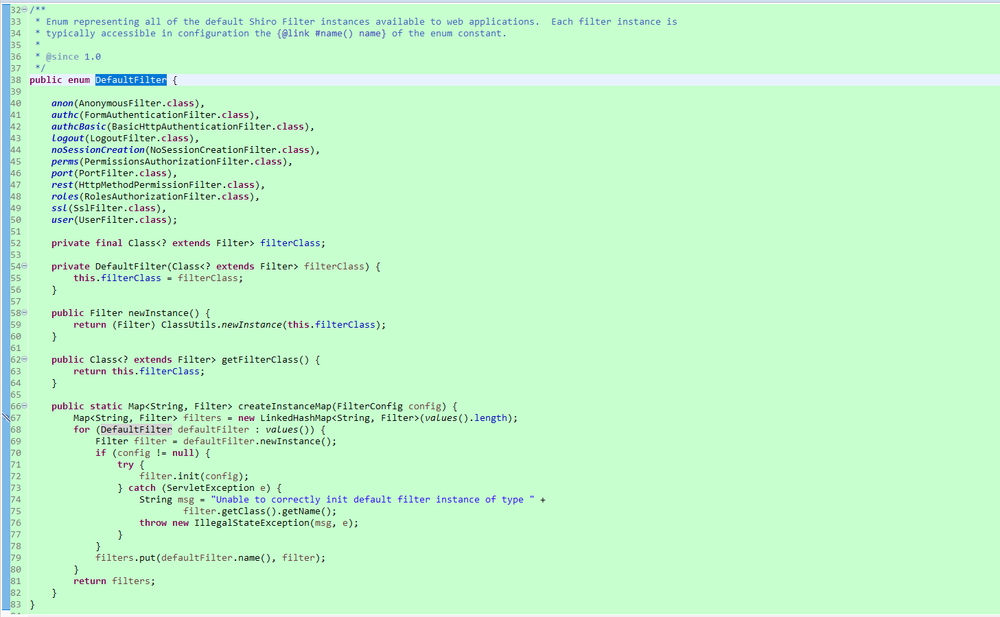 32 /**
33  * Enum representing all of the default Shiro Filter instances available to web applications.  Each filter instance is
34  * typically accessible in configuration the {@link #name() name} of the enum constant.
35  *
36  * @since 1.0
37  */
38 public enum DefaultFilter {
39
40     anon(AnonymousFilter.class),
41     authc(FormAuthenticationFilter.class),
42     authcBasic(BasicHttpAuthenticationFilter.class),
43     logout(LogoutFilter.class),
44     noSessionCreation(NoSessionCreationFilter.class),
45     perms(PermissionsAuthorizationFilter.class),
46     port(PortFilter.class),
47     rest(HttpMethodPermissionFilter.class),
48     roles(RolesAuthorizationFilter.class),
49     ssl(SslFilter.class),
50     user(UserFilter.class);
51
52     private final Class<? extends Filter> filterClass;
53
54     private DefaultFilter(Class<? extends Filter> filterClass) {
55         this.filterClass = filterClass;
56     }
57
58     public Filter newInstance() {
59         return (Filter) ClassUtils.newInstance(this.filterClass);
60     }
61
62     public Class<? extends Filter> getFilterClass() {
63         return this.filterClass;
64     }
65
66     public static Map<String, Filter> createInstanceMap(FilterConfig config) {
67         Map<String, Filter> filters = new LinkedHashMap<String, Filter>(values().length);
68         for (DefaultFilter defaultFilter : values()) {
69             Filter filter = defaultFilter.newInstance();
70             if (config != null) {
71                 try {
72                     filter.init(config);
73                 } catch (ServletException e) {
74                     String msg = "Unable to correctly init default filter instance of type " +
75                             filter.getClass().getName();
76                     throw new IllegalStateException(msg, e);
77                 }
78             }
79             filters.put(defaultFilter.name(), filter);
80         }
81         return filters;
82     }
83 }